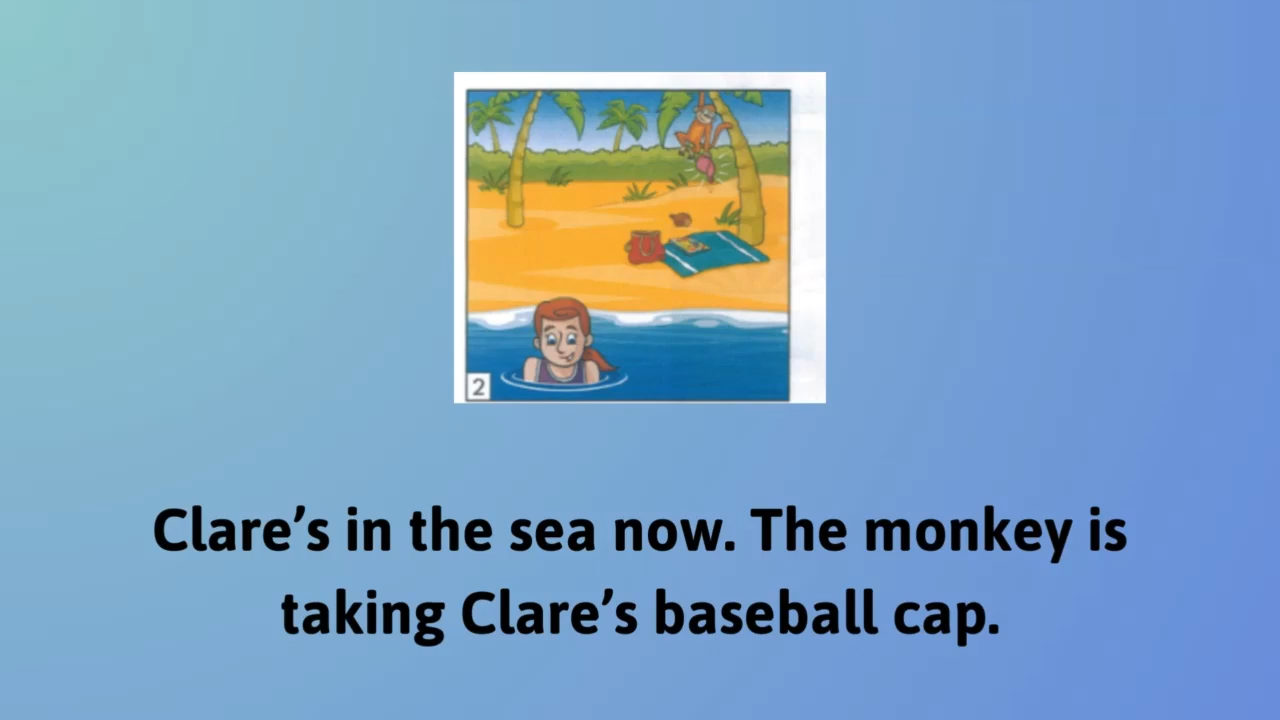 2
Clare’s in the sea now. The monkey is
taking Clare’s baseball cap.